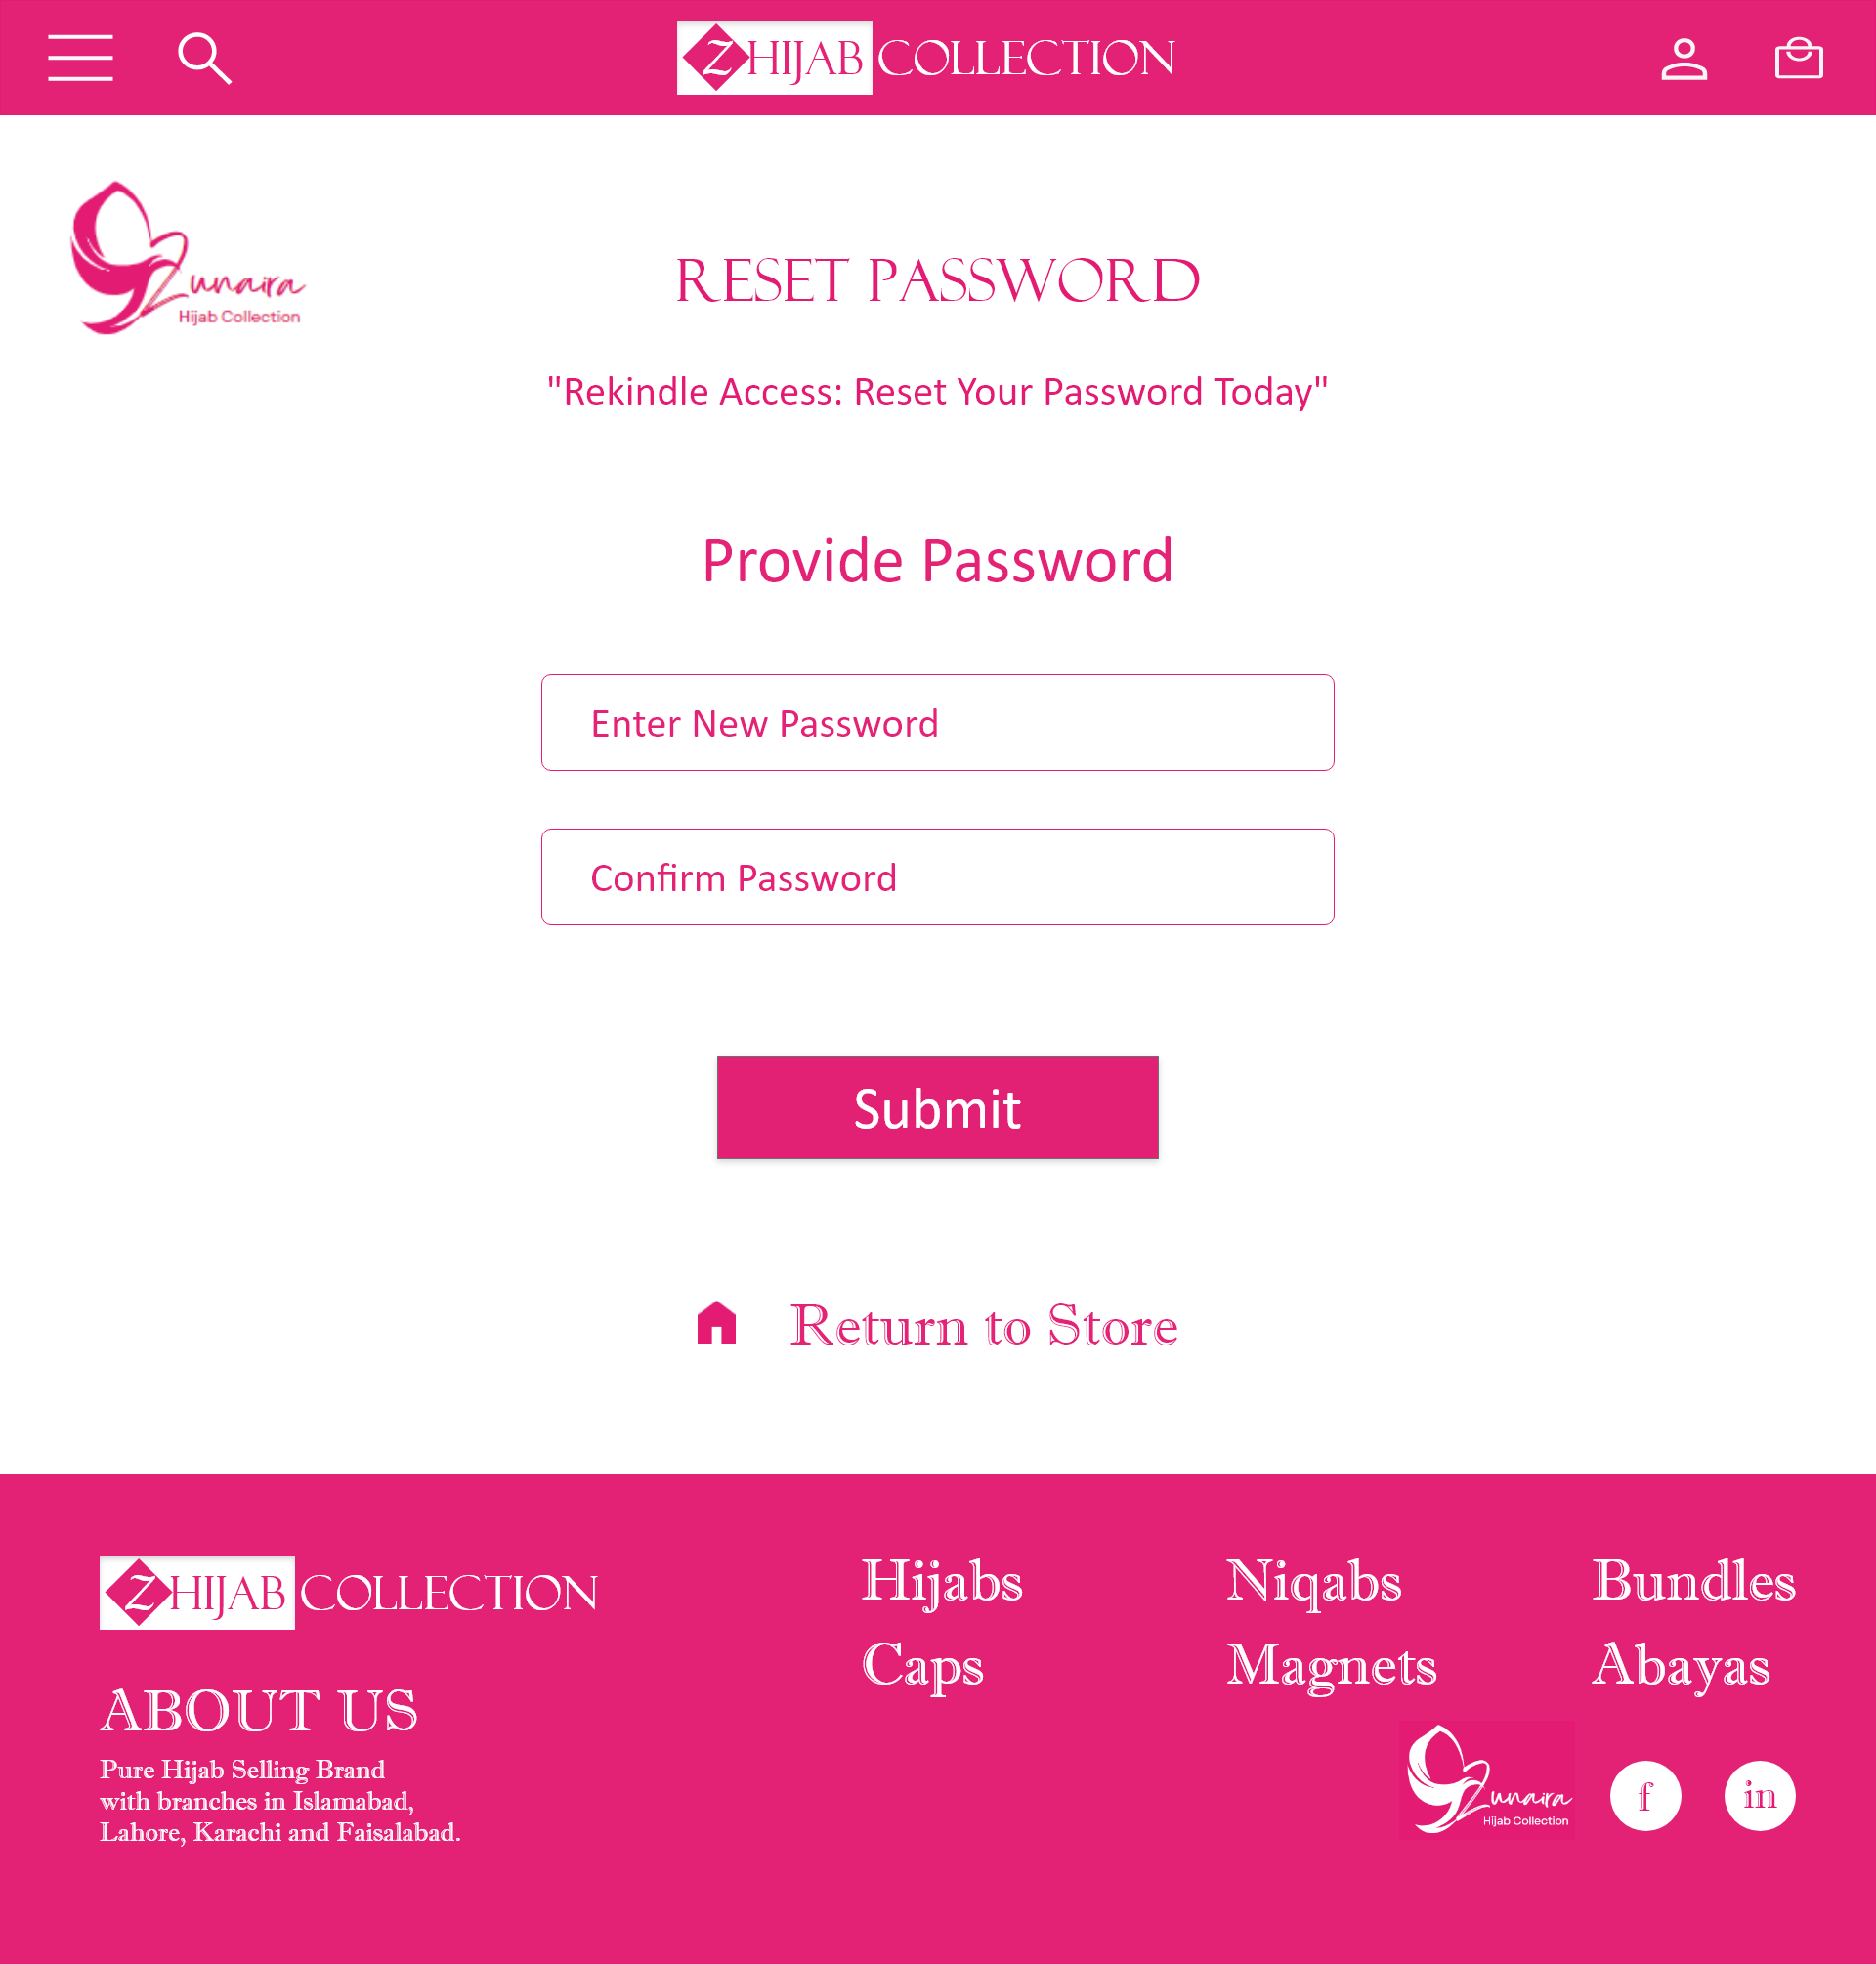 Z HIJAB COLLECTION
Zunaira
Hijab Collection
RESET PASSWORD
"Rekindle Access: Reset Your Password Today"
Provide Password
Enter New Password
Confirm Password
Submit
Return to Store
Z HIJAB COLLECTION
Hijabs Niqabs Bundles
Caps Magnets Abayas
ABOUT US
Pure Hijab Selling Brand
with branches in Islamabad,
Lahore, Karachi and Faisalabad.
Zunaira
Hijab Collection
f in